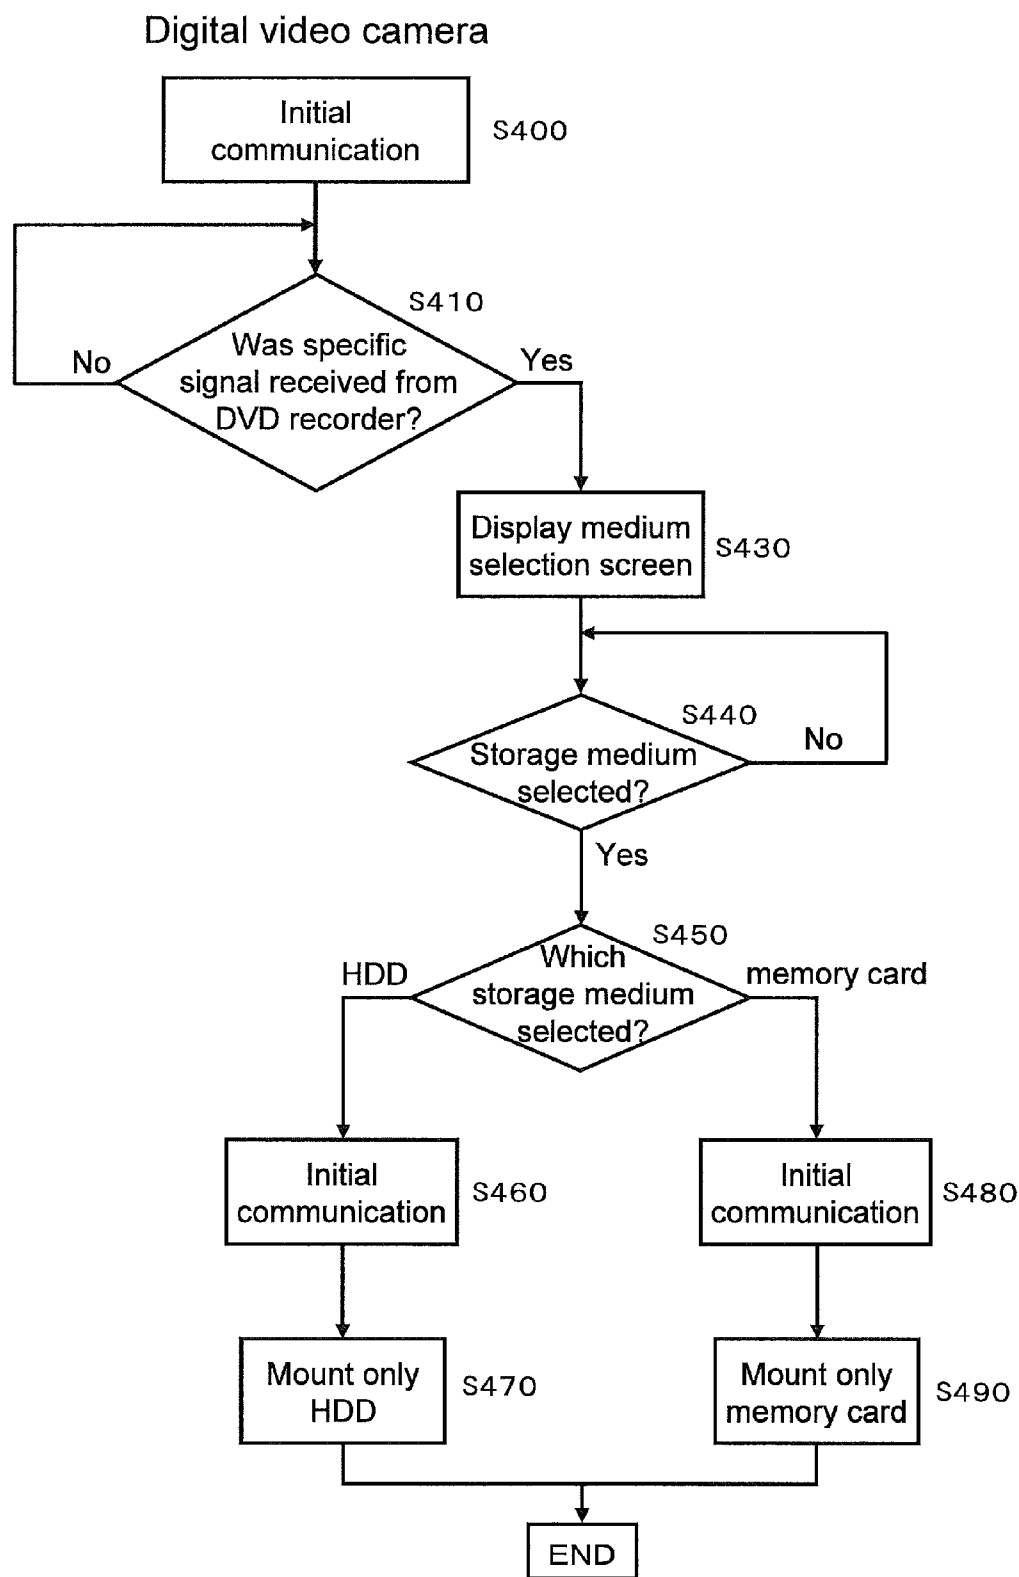 Digital video camera
Initial
communication
S400
S410
Was specific
signal received from
DVD recorder?
No
Yes
Display medium
selection screen
S430
S440
Storage medium
selected?
No
Yes
S450
Which
storage medium
selected?
HDD
memory card
Initial
communication
S460
Initial
communication
S480
Mount only
HDD
S470
Mount only
memory card
S490
END